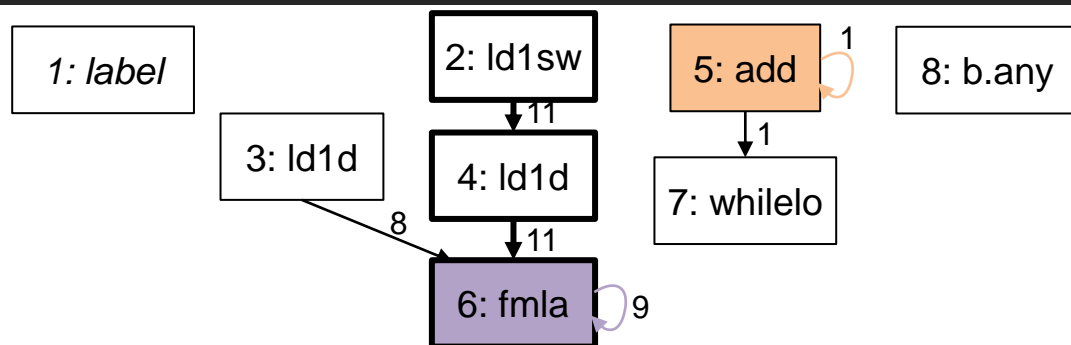 1: label
2: ld1sw
5: add
1
8: b.any
11
1
3: ld1d
4: ld1d
7: whilelo
8
11
6: fmla
9